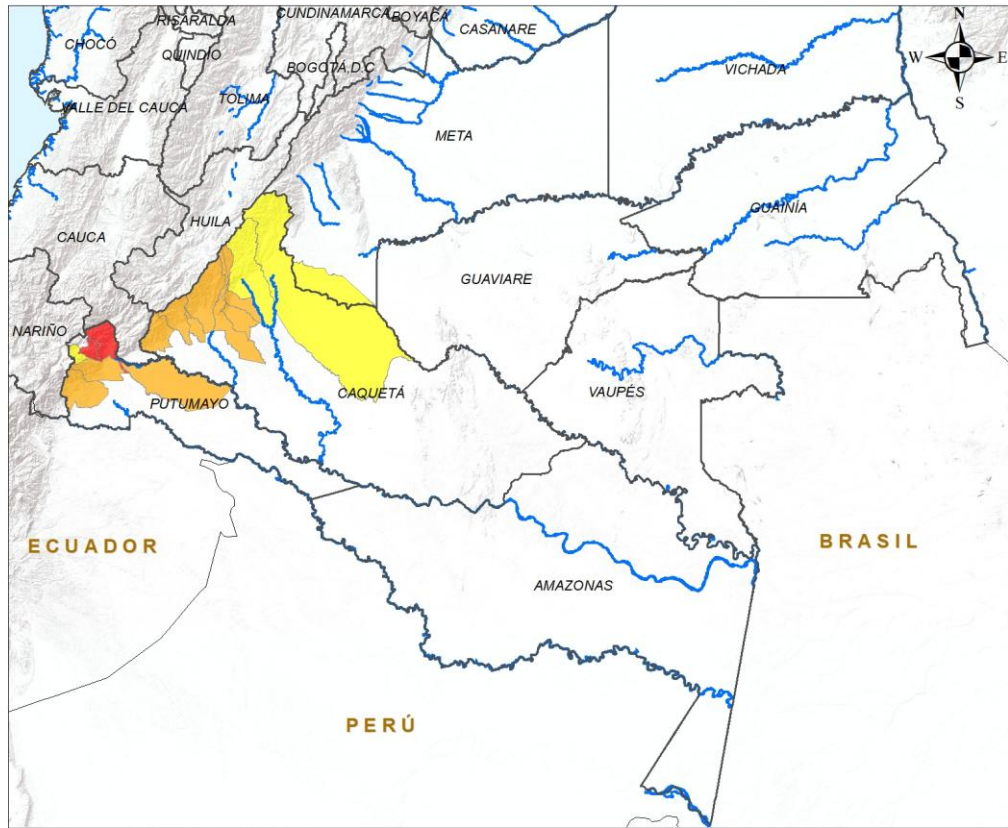 CUNDINAMARCA
BOYACÁ
RISARALDA
CASANARE
N
CHOCÓ
QUINDÍO
BOGOTÁ D.C
W
E
VICHADA
S
VALLE DEL CAUCA
TOLIMA
META
HUILA
GUAINÍA
CAUCA
GUAVIARE
NARIÑO
CAQUETÁ
VAUPÉS
PUTUMAYO
ECUADOR
BRASIL
AMAZONAS
PERÚ